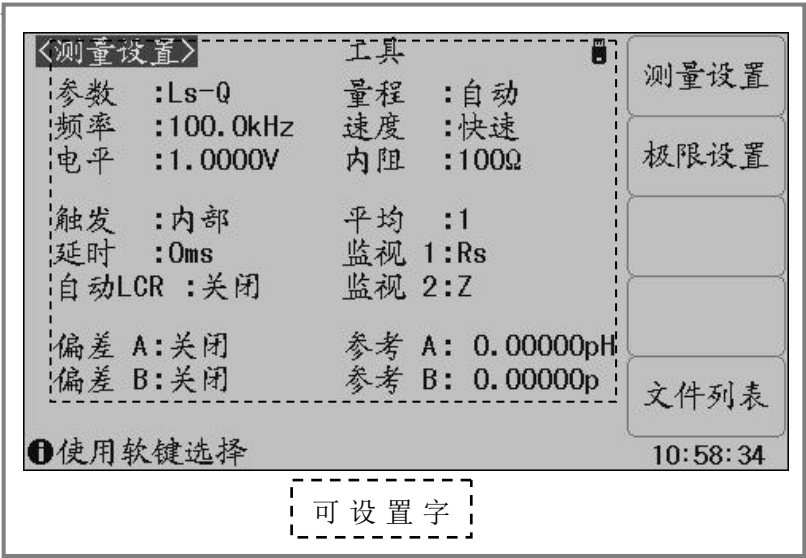 <测量设置> 工具
参数 :Ls-Q 量程 :自动
频率 :100.0kHz 速度 :快速
电平 :1.0000V 内阻 :100Ω
触发 :内部 平均 :1
延时 :0ms 监视 1:Rs
自动LCR :关闭 监视 2:Z
偏差 A:关闭 参考 A: 0.00000pH
偏差 B:关闭 参考 B: 0.00000p
❶使用软键选择
测量设置
极限设置
文件列表
10:58:34
可设置字